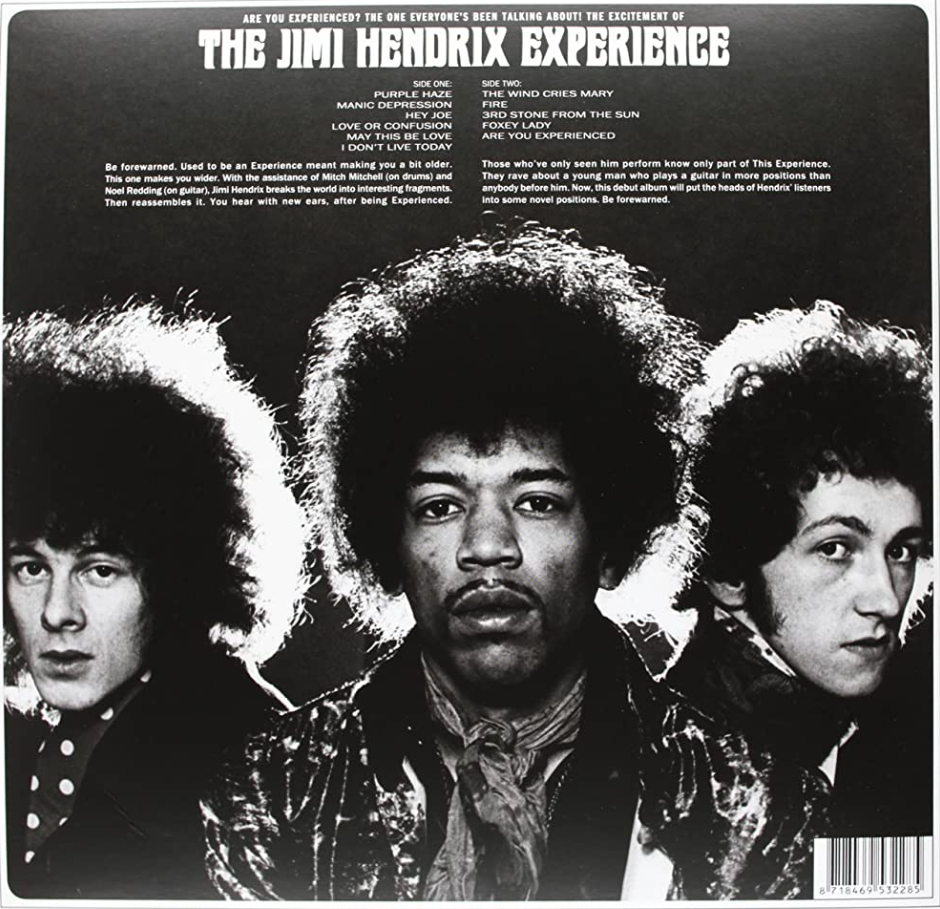 ARE YOU EXPERIENCED? THE ONE EVERYONE'S BEEN TALKING ABOUT! THE EXCITEMENT OF
THE JIMI HENDRIX EXPERIENCE
SIDE ONE:
PURPLE HAZE
MANIC DEPRESSION
HEY JOE
LOVE OR CONFUSION
MAY THIS BE LOVE
I DON'T LIVE TODAY
SIDE TWO:
THE WIND CRIES MARY
FIRE
3RD STONE FROM THE SUN
FOXEY LADY
ARE YOU EXPERIENCED
Be forewarned. Used to be an Experience meant making you a bit older.
This one makes you wider. With the assistance of Mitch Mitchell (on drums) and
Noel Redding (on guitar), Jimi Hendrix breaks the world into interesting fragments.
Then reassembles it. You hear with new ears, after being Experienced.
Those who've only seen him perform know only part of This Experience.
They rave about a young man who plays a guitar in more positions than
anybody before him. Now, this debut album will put the heads of Hendrix' listeners
into some novel positions. Be forewarned.
8 718469 532285